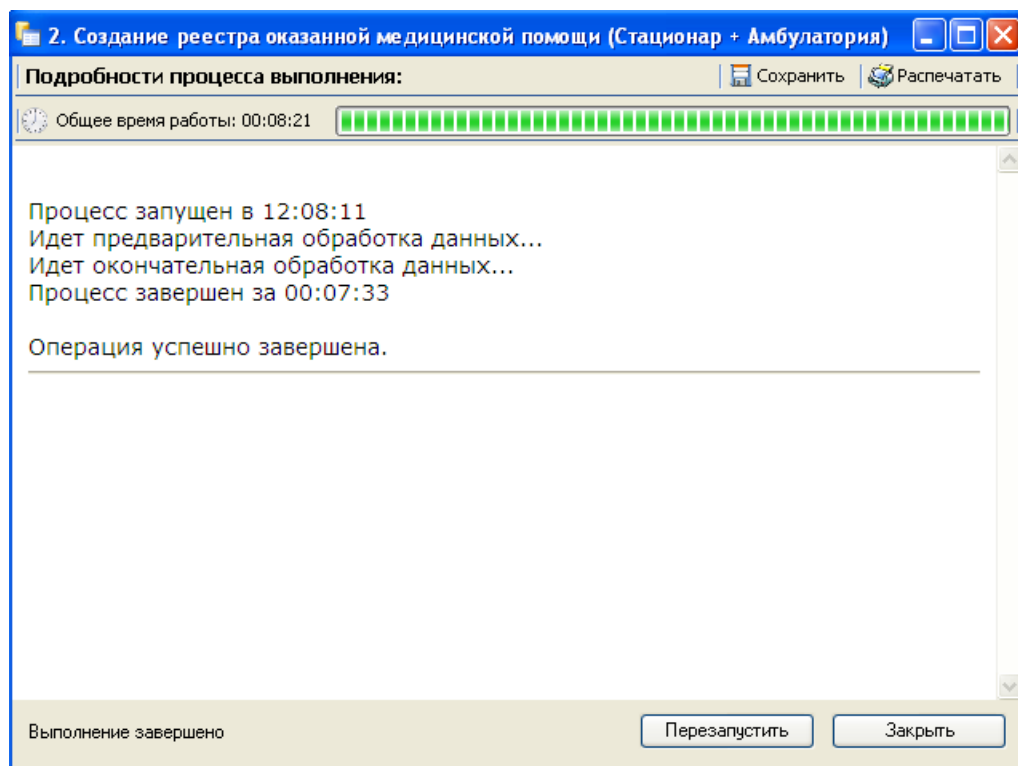 2. Создание реестра оказанной медицинской помощи (Стационар + Амбулатория)
Подробности процесса выполнения:
Сохранить
Распечатать
Общее время работы: 00:08:21
Процесс запущен в 12:08:11
Идет предварительная обработка данных...
Идет окончательная обработка данных...
Процесс завершен за 00:07:33
Операция успешно завершена.
Выполнение завершено
Перезапустить
Закрыть